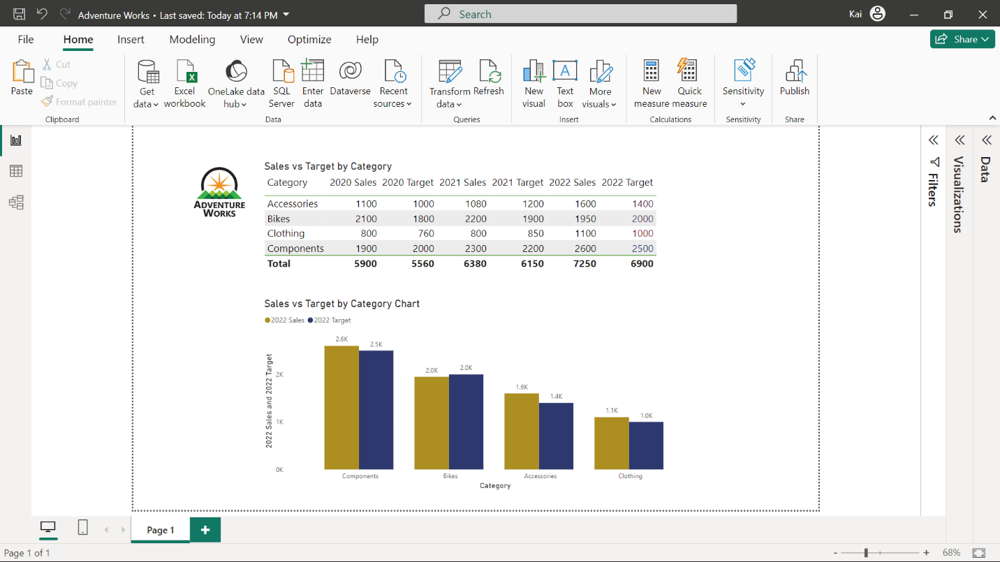 Adventure Works • Last saved: Today at 7:14 PM
Search
Kai
File Home Insert Modeling View Optimize Help
Share
Paste
Cut
Copy
Format painter
Clipboard
Get data
Excel workbook
OneLake data hub
SQL Server
Enter data
Dataverse
Recent sources
Data
Transform data
Refresh
Queries
New visual
Text box
More visuals
Insert
New measure
Quick measure
Calculations
Sensitivity
Sensitivity
Publish
Share
ADVENTURE
WORKS
Sales vs Target by Category
Category 2020 Sales 2020 Target 2021 Sales 2021 Target 2022 Sales 2022 Target
Accessories 1100 1000 1080 1200 1600 1400
Bikes 2100 1800 2200 1900 1950 2000
Clothing 800 760 800 850 1100 1000
Components 1900 2000 2300 2200 2600 2500
Total 5900 5560 6380 6150 7250 6900
Sales vs Target by Category Chart
2022 Sales 2022 Target
2022 Sales and 2022 Target
2K
1K
0K
2.6K 2.5K
2.0K 2.0K
1.6K 1.4K
1.1K 1.0K
Components Bikes Accessories Clothing
Category
Filters
Visualizations
Data
Page 1
Page 1 of 1
68%